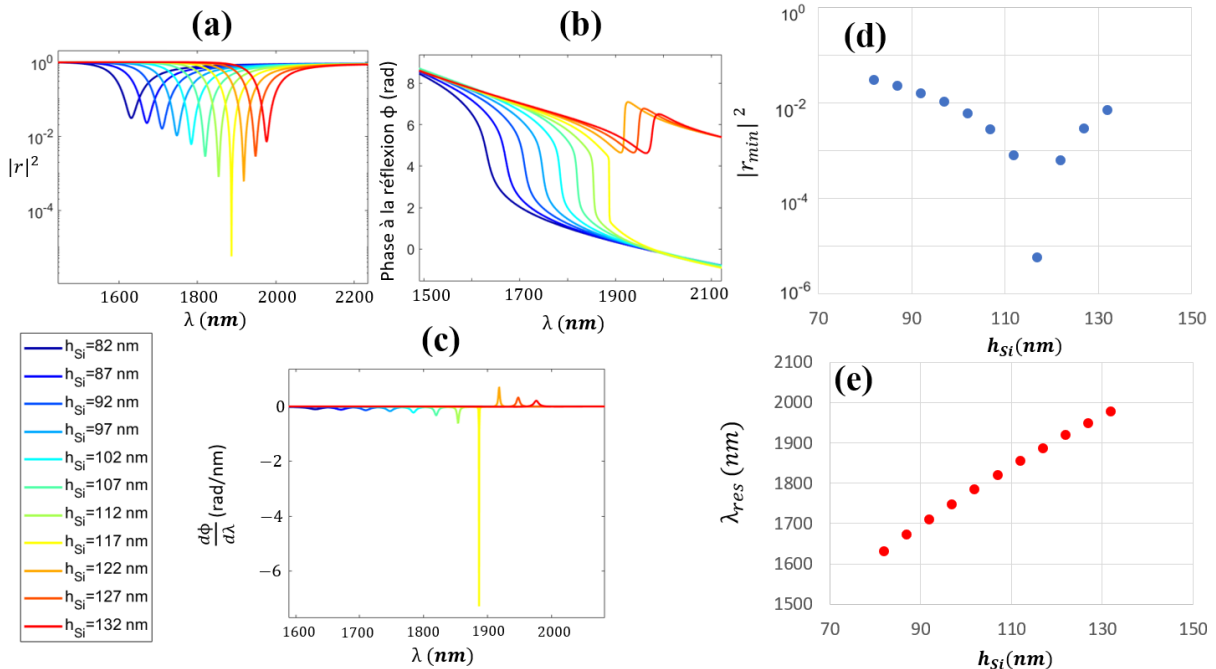 (a)
10⁰
10⁻²
|r|²
10⁻⁴
1600 1800 2000 2200
λ (nm)
(b)
Phase à la réflexion ϕ (rad)
8
6
4
2
0
1500 1600 1700 1800 1900 2000 2100
λ (nm)
(d)
10⁰
10⁻²
10⁻⁴
10⁻⁶
|r_min|²
70 90 110 130 150
h_Si(nm)
h_Si=82 nm
h_Si=87 nm
h_Si=92 nm
h_Si=97 nm
h_Si=102 nm
h_Si=107 nm
h_Si=112 nm
h_Si=117 nm
h_Si=122 nm
h_Si=127 nm
h_Si=132 nm
(c)
0
−2
−4
−6
dϕ/dλ (rad/nm)
1600 1700 1800 1900 2000
λ (nm)
(e)
2100
2000
1900
1800
1700
1600
1500
λ_res (nm)
70 90 110 130 150
h_Si(nm)